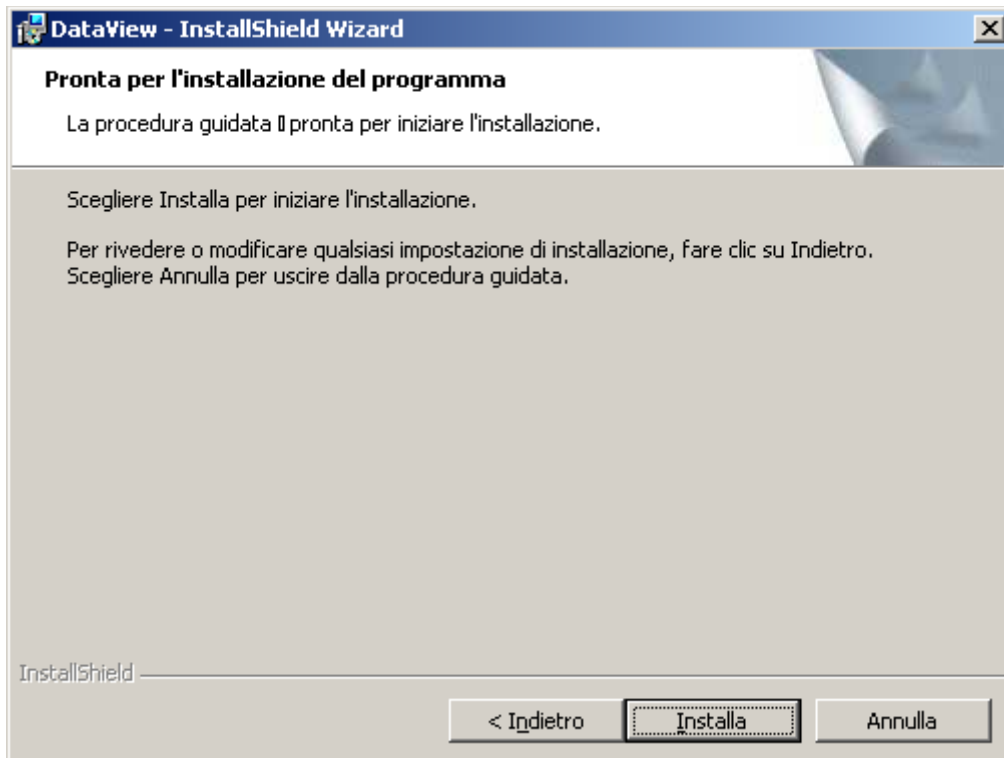 DataView - InstallShield Wizard
Pronta per l'installazione del programma
La procedura guidata ▯ pronta per iniziare l'installazione.
Scegliere Installa per iniziare l'installazione.
Per rivedere o modificare qualsiasi impostazione di installazione, fare clic su Indietro.
Scegliere Annulla per uscire dalla procedura guidata.
InstallShield
< Indietro
Installa
Annulla